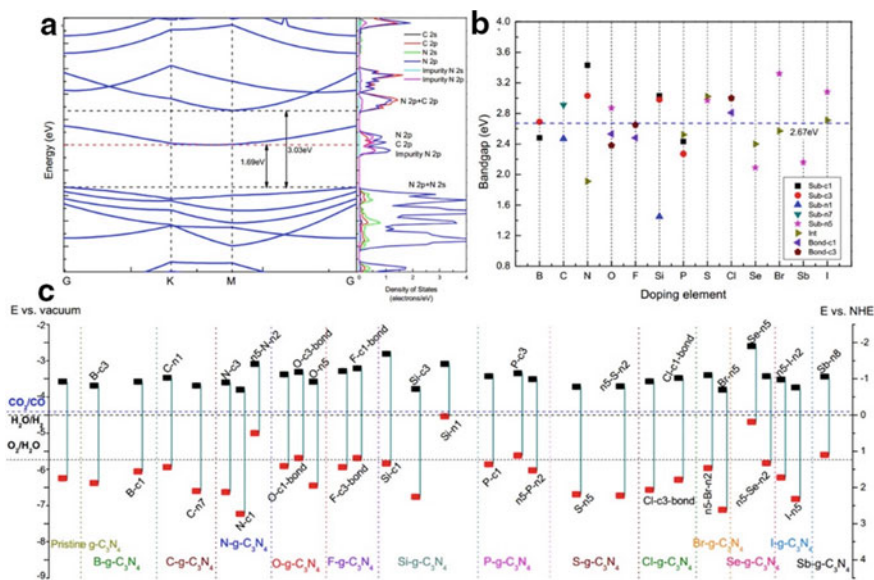 a
Energy (eV)
1.69eV
3.03eV
G K M G
C 2s
C 2p
N 2s
N 2p
Impurity N 2s
Impurity N 2p
N 2p+C 2p
N 2p
C 2p
Impurity N 2p
N 2p+N 2s
0 1 2 3 4
Density of States
(electrons/eV)
b
Bandgap (eV)
4.0
3.6
3.2
2.8
2.4
2.0
1.6
1.2
0.8
2.67eV
Sub-c1
Sub-c3
Sub-n1
Sub-n7
Sub-n5
Int
Bond-c1
Bond-c3
B C N O F Si P S Cl Se Br Sb I
Doping element
c
E vs. vacuum
E vs. NHE
-2
-3
-4
-5
-6
-7
-8
-9
-2
-1
0
1
2
3
4
CO₂/CO
H₂O/H₂
O₂/H₂O
B-c3
B-c1
C-n1
C-n7
N-c3
N-c1
n5-N-n2
O-c3-bond
O-n5
O-c1-bond
F-c1-bond
F-c3-bond
Si-c1
Si-c3
Si-n1
P-c3
P-c1
n5-P-n2
S-n5
n5-S-n2
Cl-c1-bond
Cl-c3-bond
Br-n5
n5-Br-n2
Se-n5
n5-Se-n2
n5-I-n2
I-n5
Sb-n8
Pristine g-C₃N₄
B-g-C₃N₄
C-g-C₃N₄
N-g-C₃N₄
O-g-C₃N₄
F-g-C₃N₄
Si-g-C₃N₄
P-g-C₃N₄
S-g-C₃N₄
Cl-g-C₃N₄
Br-g-C₃N₄
Se-g-C₃N₄
I-g-C₃N₄
Sb-g-C₃N₄